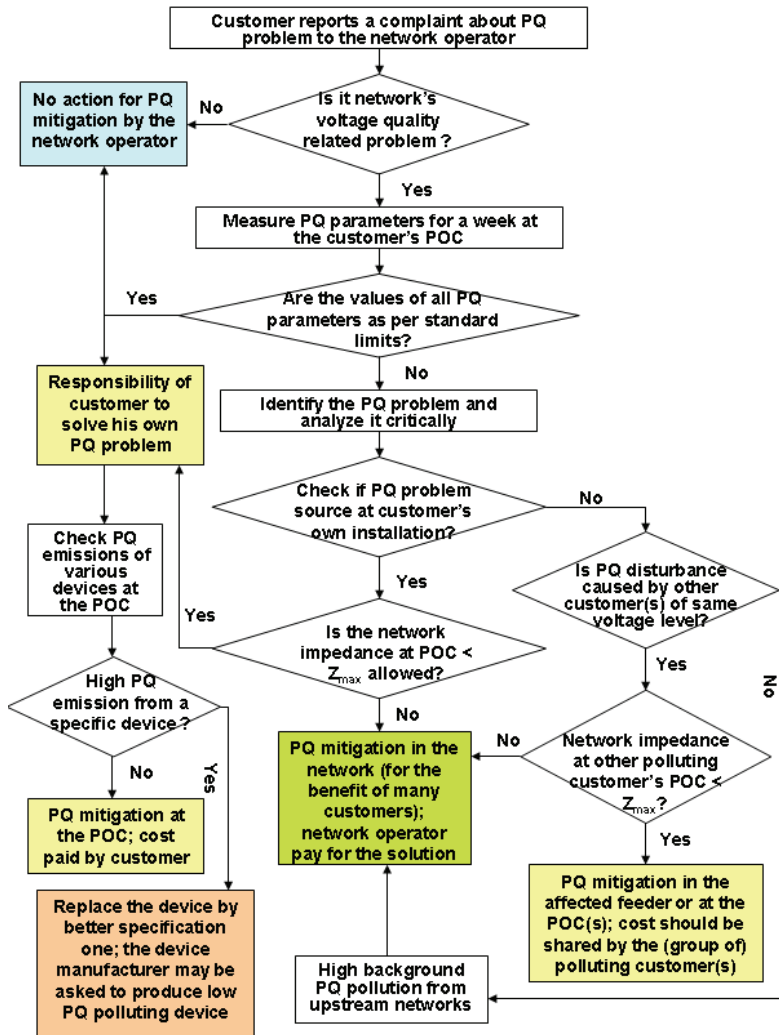 Customer reports a complaint about PQ
problem to the network operator
No action for PQ
mitigation by the
network operator
No
Is it network's
voltage quality
related problem ?
Yes
Measure PQ parameters for a week at
the customer's POC
Yes
Are the values of all PQ
parameters as per standard
limits?
No
Responsibility of
customer to
solve his own
PQ problem
Identify the PQ problem and
analyze it critically
Check if PQ problem
source at customer's
own installation?
No
Yes
Check PQ
emissions of
various
devices at
the POC
Yes
Is the network
impedance at POC <
Zmax allowed?
No
Is PQ disturbance
caused by other
customer(s) of same
voltage level?
Yes
No
High PQ
emission from a
specific device ?
No
Yes
PQ mitigation in the
network (for the
benefit of many
customers);
network operator
pay for the solution
No
Network impedance
at other polluting
customer's POC <
Zmax?
Yes
PQ mitigation at
the POC; cost
paid by customer
Replace the device by
better specification
one; the device
manufacturer may be
asked to produce low
PQ polluting device
High background
PQ pollution from
upstream networks
PQ mitigation in the
affected feeder or at the
POC(s); cost should be
shared by the (group of)
polluting customer(s)